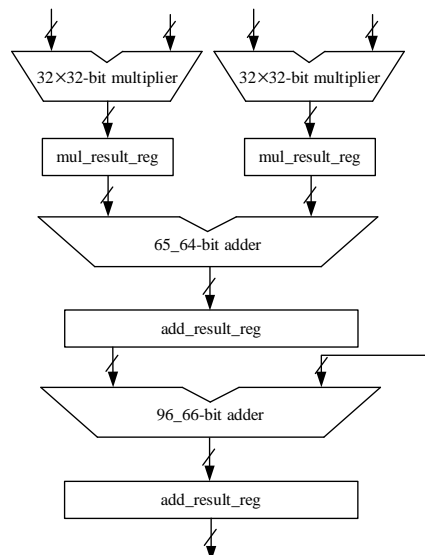 32×32-bit multiplier
32×32-bit multiplier
mul_result_reg
mul_result_reg
65_64-bit adder
add_result_reg
96_66-bit adder
add_result_reg